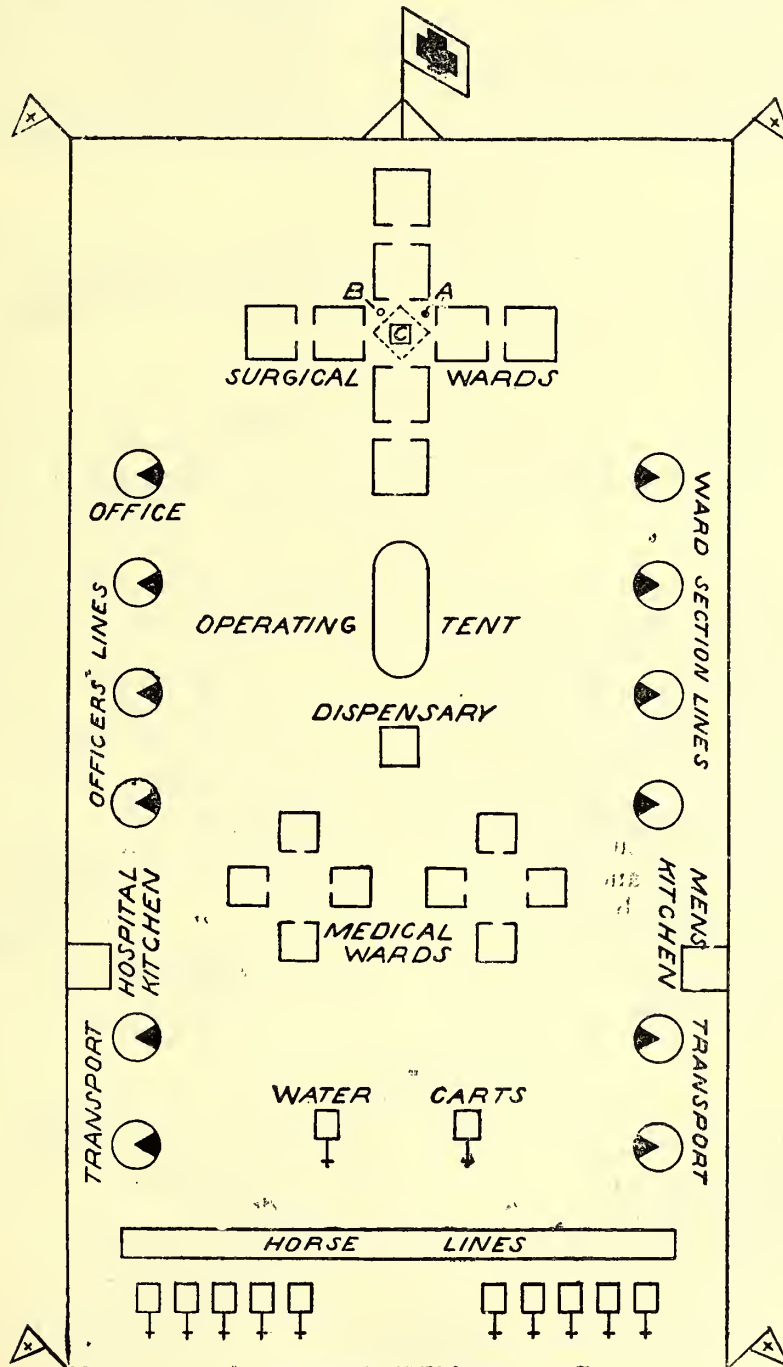 B A
C
SURGICAL WARDS
OFFICE
WARD SECTION LINES
OFFICERS' LINES
OPERATING TENT
DISPENSARY
HOSPITAL
KITCHEN
MENS
KITCHEN
MEDICAL
WARDS
TRANSPORT
TRANSPORT
WATER CARTS
HORSE LINES